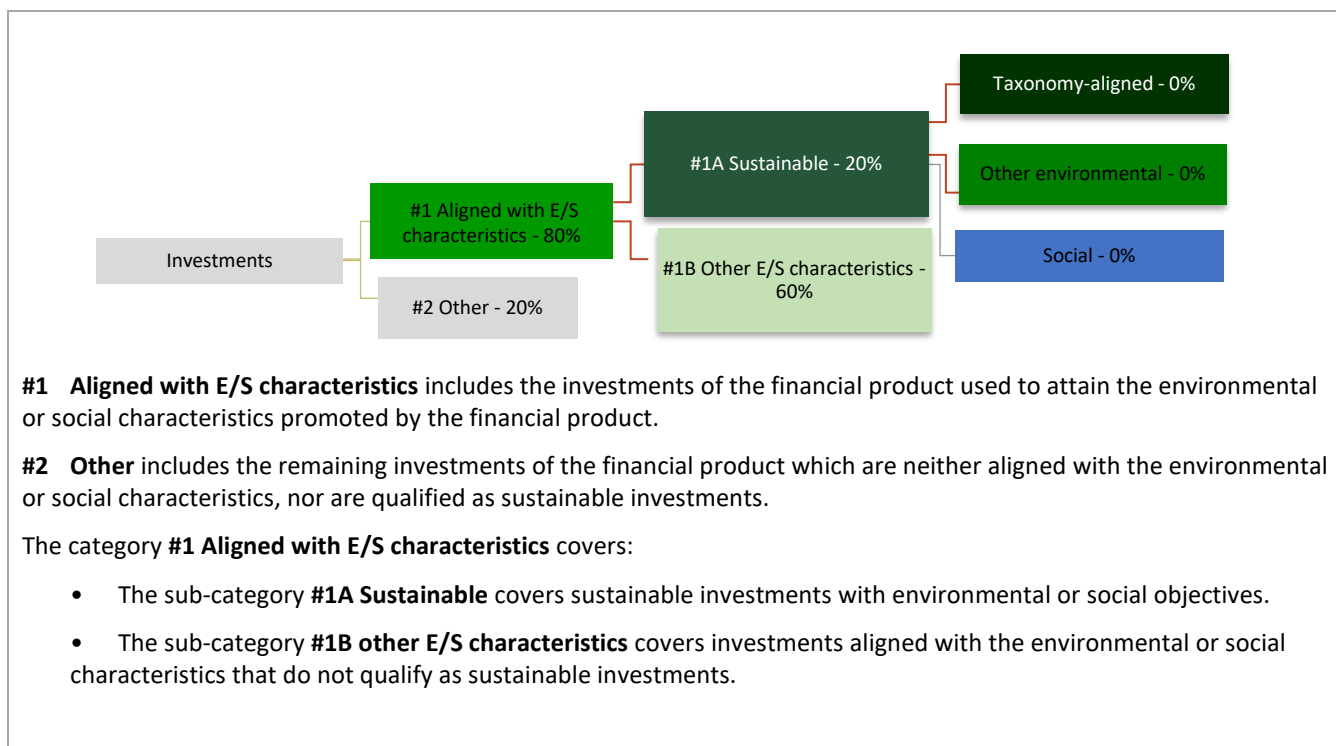 Taxonomy-aligned - 0%
#1A Sustainable - 20%
Other environmental - 0%
#1 Aligned with E/S
characteristics - 80%
Investments
Social - 0%
#1B Other E/S characteristics -
60%
#2 Other - 20%
#1 Aligned with E/S characteristics includes the investments of the financial product used to attain the environmental
or social characteristics promoted by the financial product.
#2 Other includes the remaining investments of the financial product which are neither aligned with the environmental
or social characteristics, nor are qualified as sustainable investments.
The category #1 Aligned with E/S characteristics covers:
• The sub-category #1A Sustainable covers sustainable investments with environmental or social objectives.
• The sub-category #1B other E/S characteristics covers investments aligned with the environmental or social
characteristics that do not qualify as sustainable investments.